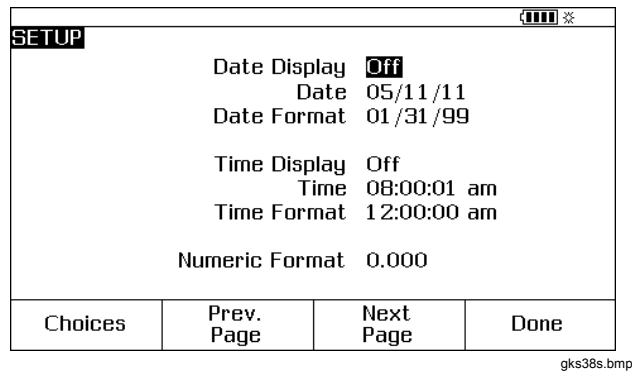 SETUP
Date Display Off
Date 05/11/11
Date Format 01/31/99
Time Display Off
Time 08:00:01 am
Time Format 12:00:00 am
Numeric Format 0.000
Choices
Prev. Page
Next Page
Done
gks38s.bmp